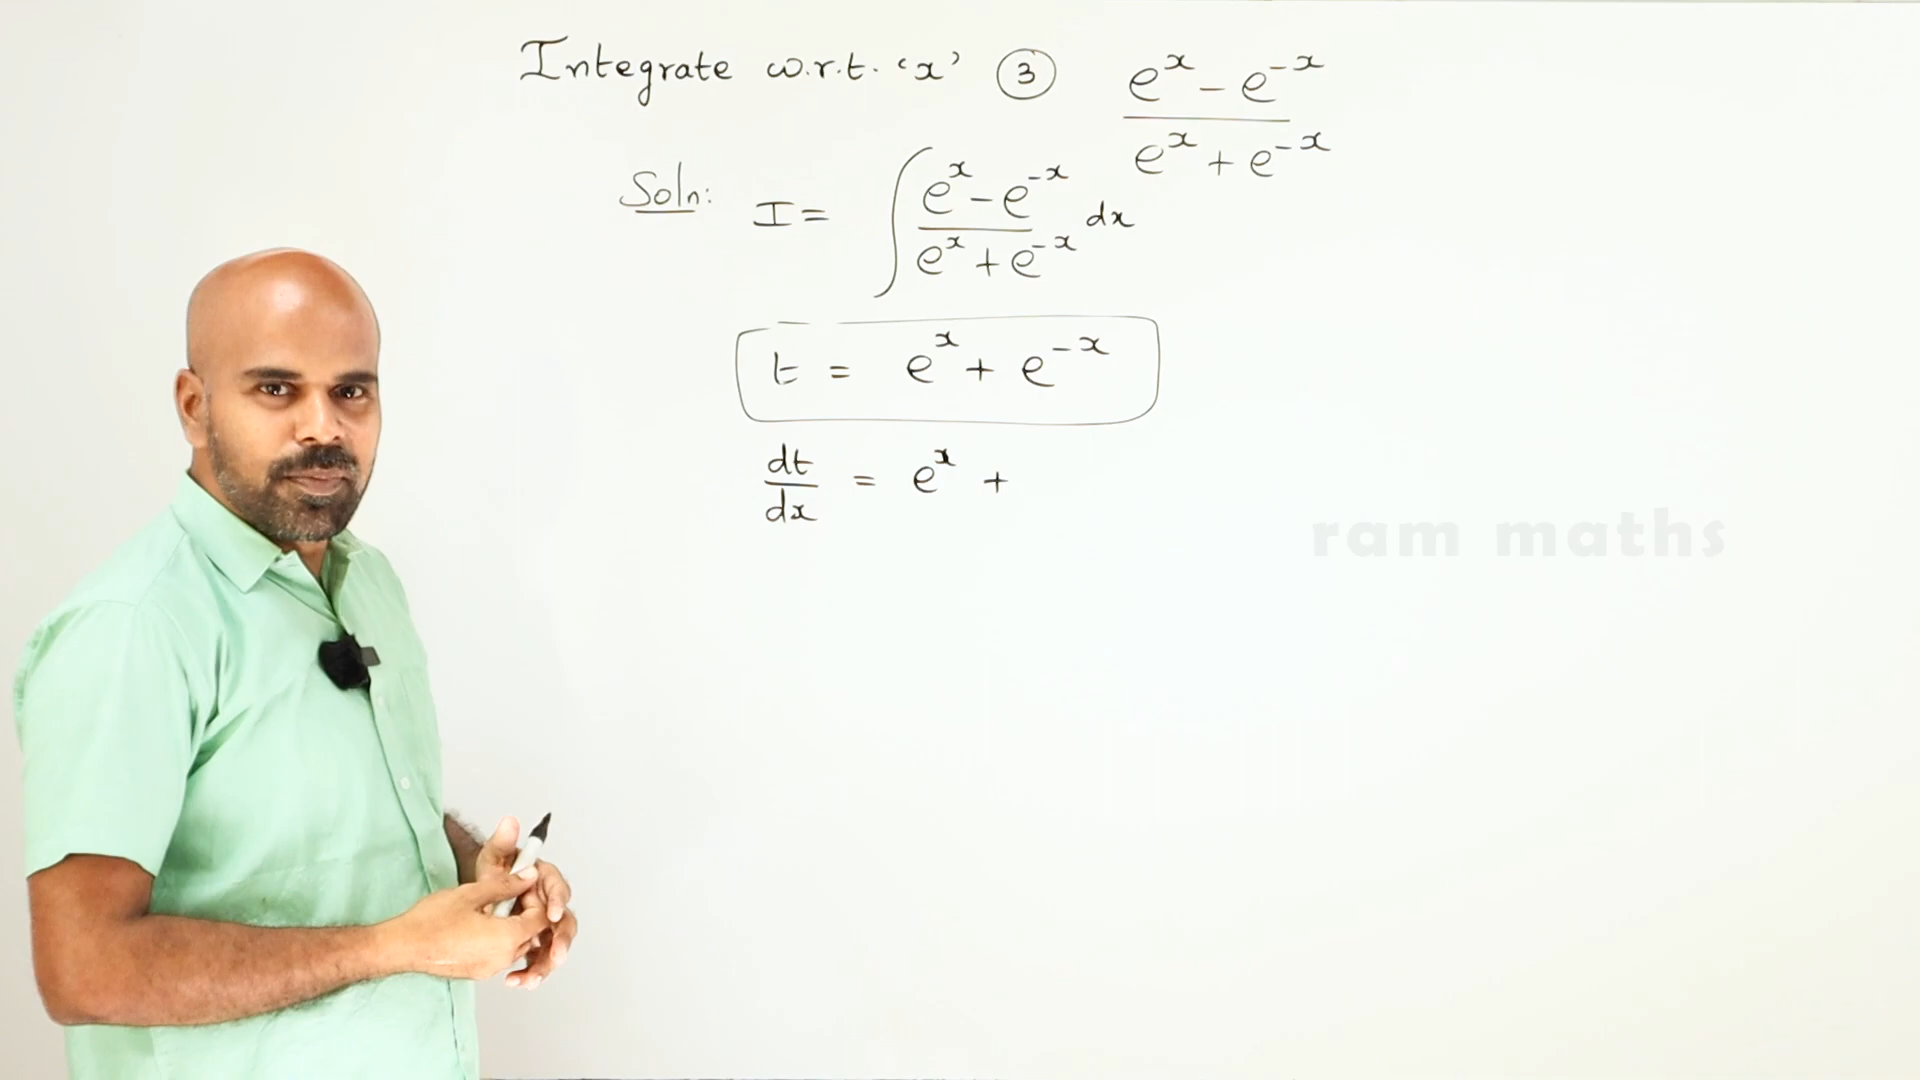 Integrate w.r.t. 'x' ③ e^x - e^-x / e^x + e^-x
Soln: I = ∫ e^x - e^-x / e^x + e^-x dx
t = e^x + e^-x
dt/dx = e^x +
ram maths